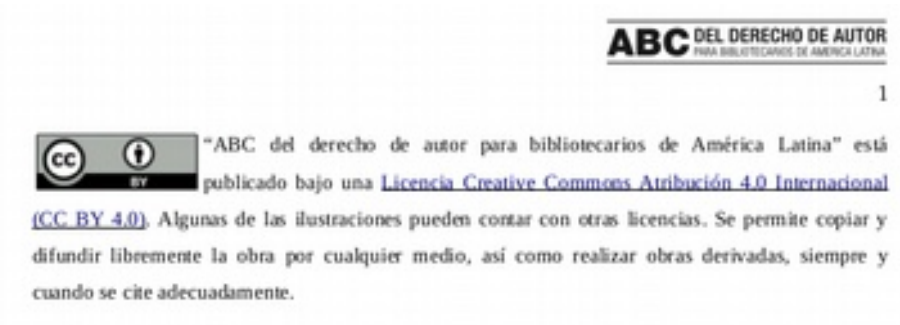 ABC DEL DERECHO DE AUTOR
PARA BIBLIOTECARIOS DE AMERICA LATINA
1
cc
BY
“ABC del derecho de autor para bibliotecarios de América Latina” está
publicado bajo una Licencia Creative Commons Atribución 4.0 Internacional
(CC BY 4.0). Algunas de las ilustraciones pueden contar con otras licencias. Se permite copiar y
difundir libremente la obra por cualquier medio, así como realizar obras derivadas, siempre y
cuando se cite adecuadamente.